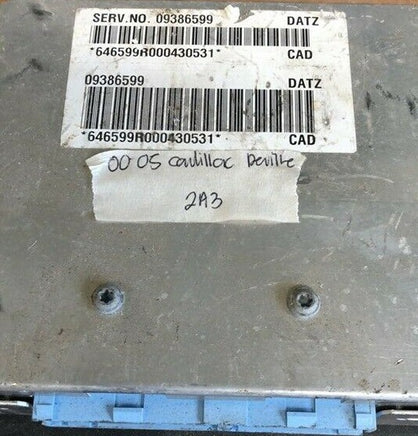 SERV.NO. 09386599 DATZ
*646599R000430531* CAD
09386599 DATZ
*646599R000430531* CAD
00-05 Cadillac Deville
2A3